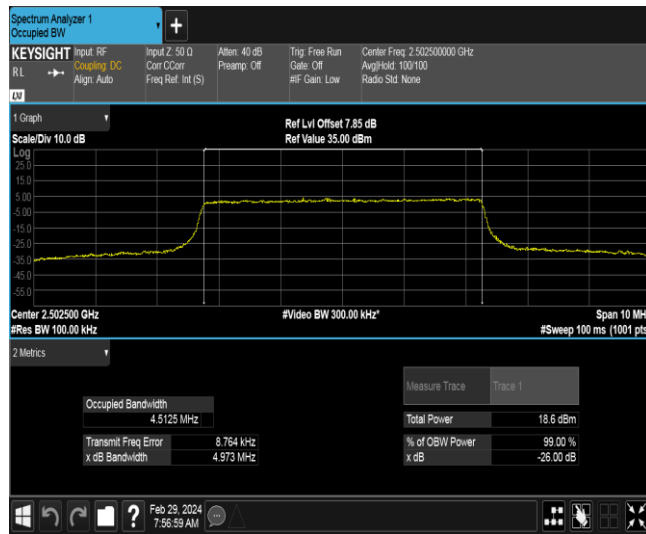 Spectrum Analyzer 1
Occupied BW
+
KEYSIGHT
RL
LXI
Input: RF
Coupling: DC
Align: Auto
Input Z: 50 Ω
Corr CCorr
Freq Ref: Int (S)
Atten: 40 dB
Preamp: Off
Trig: Free Run
Gate: Off
#IF Gain: Low
Center Freq: 2.502500000 GHz
Avg|Hold: 100/100
Radio Std: None
1 Graph
Scale/Div 10.0 dB
Ref Lvl Offset 7.85 dB
Ref Value 35.00 dBm
Log
25.0
15.0
5.00
-5.00
-15.0
-25.0
-35.0
-45.0
-55.0
Center 2.502500 GHz
#Res BW 100.00 kHz
#Video BW 300.00 kHz*
Span 10 MH
#Sweep 100 ms (1001 pts
2 Metrics
Measure Trace Trace 1
Occupied Bandwidth
4.5125 MHz
Total Power 18.6 dBm
Transmit Freq Error 8.764 kHz
% of OBW Power 99.00 %
x dB Bandwidth 4.973 MHz
x dB -26.00 dB
?
Feb 29, 2024
7:56:59 AM